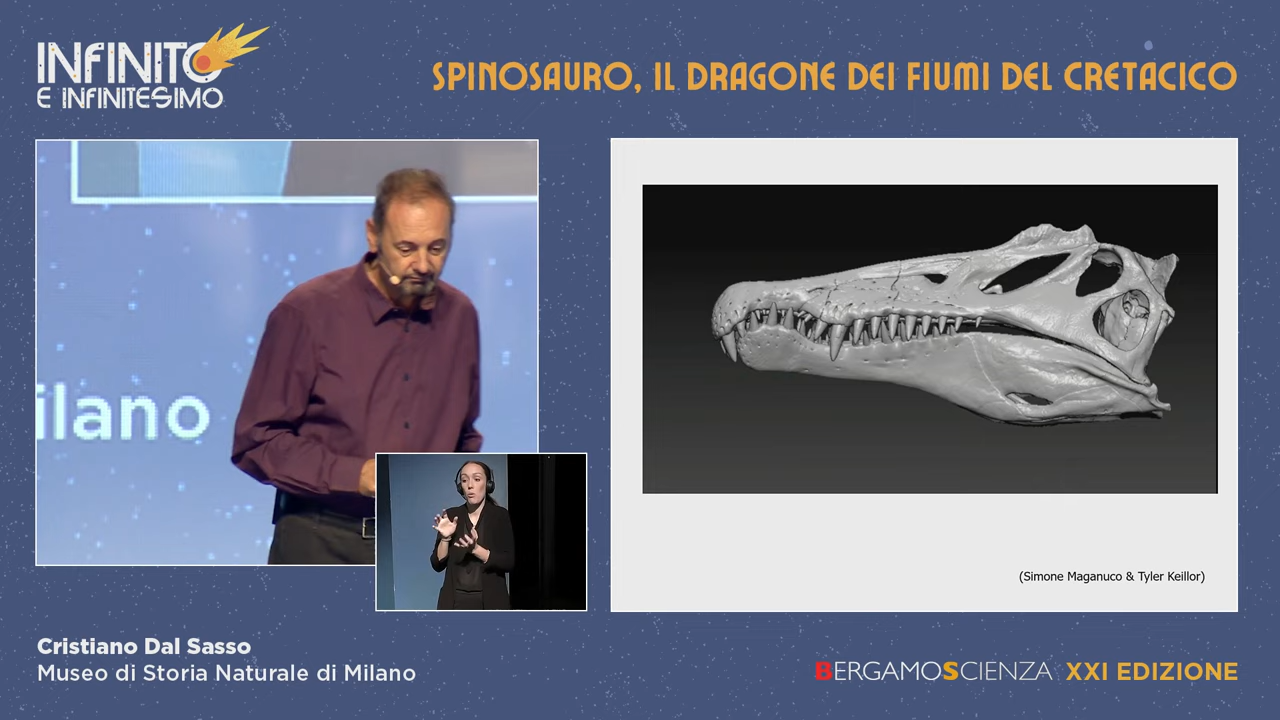 INFINITO
E INFINITESIMO
SPINOSAURO, IL DRAGONE DEI FIUMI DEL CRETACICO
ilano
(Simone Maganuco & Tyler Keillor)
Cristiano Dal Sasso
Museo di Storia Naturale di Milano
BERGAMOSCIENZA XXI EDIZIONE